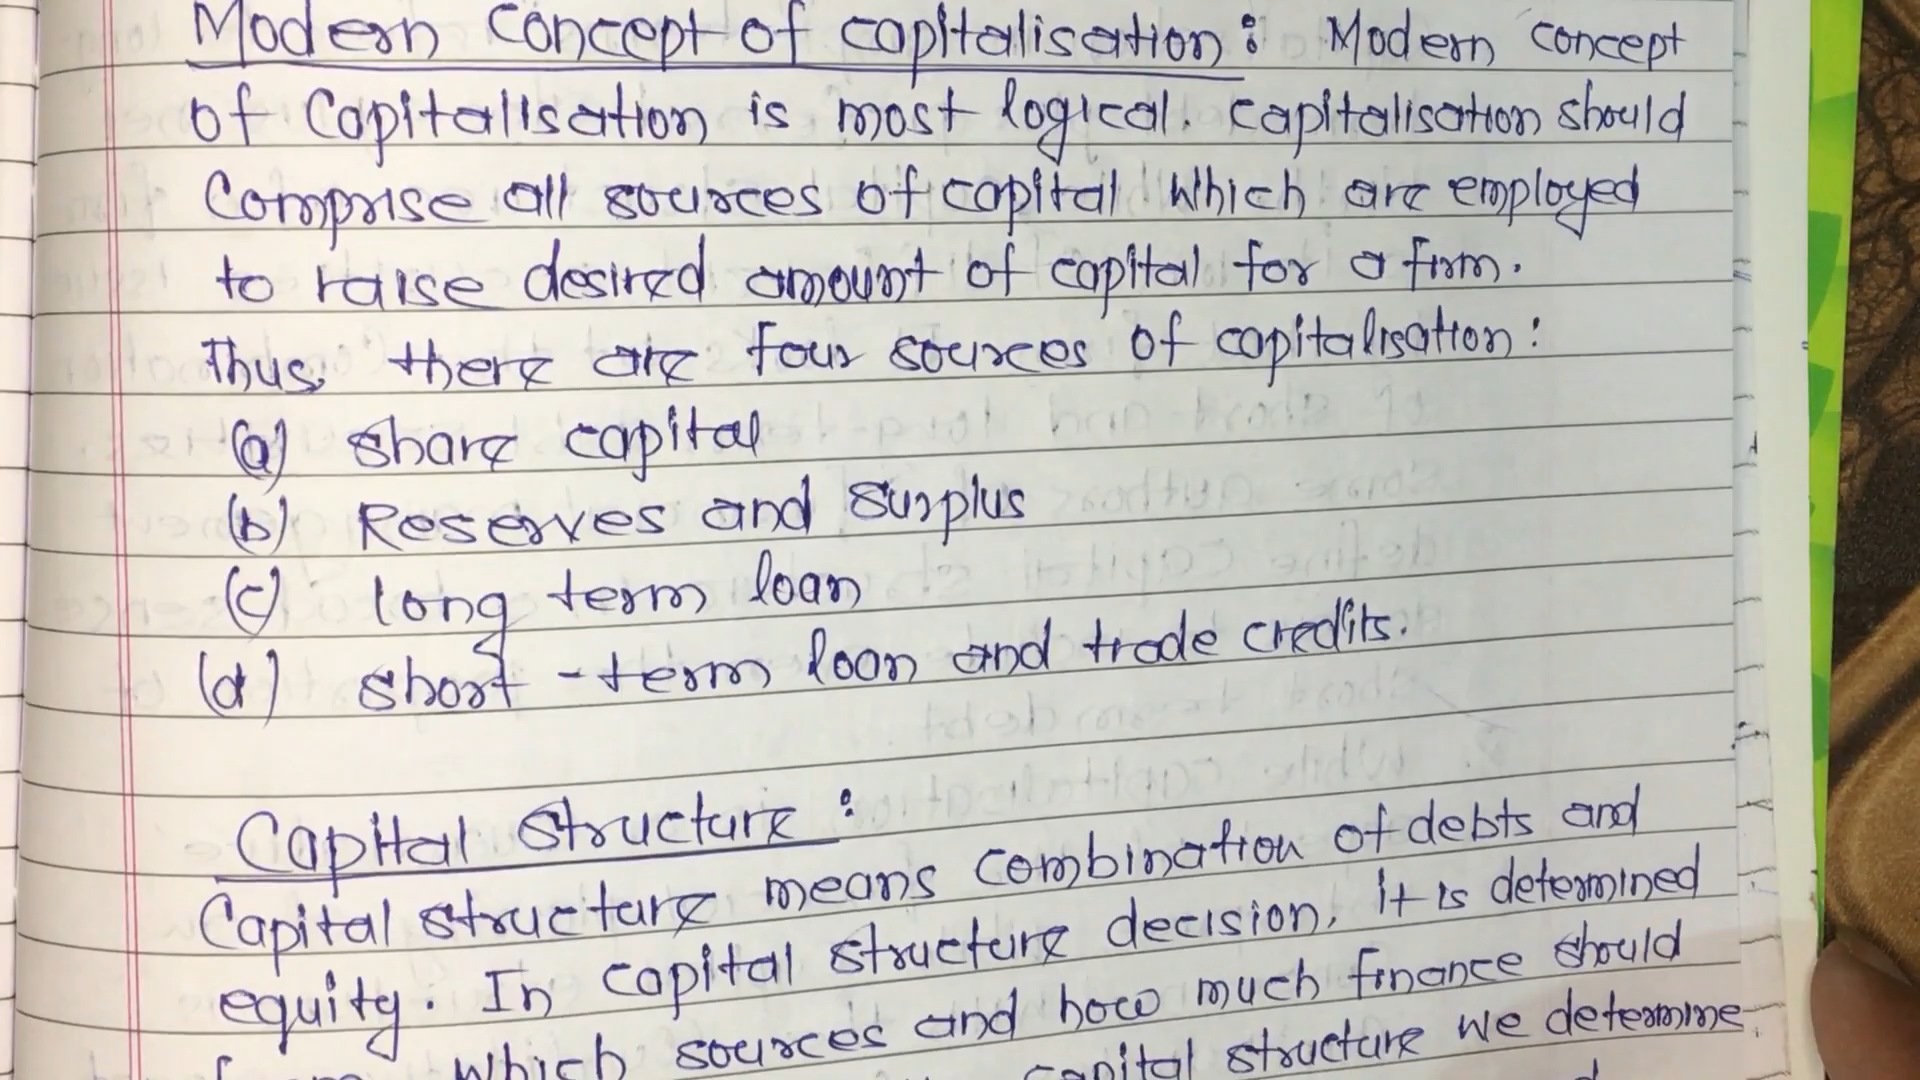 Modern concept of capitalisation: Modern concept
of Capitalisation is most logical. Capitalisation should
Comprise all sources of capital which are employed
to raise desired amount of capital for a firm.
Thus, there are four sources of capitalisation:
(a) share capital
(b) Reserves and surplus
(c) long term loan
(d) short-term loan and trade credits.
Capital structure:
Capital structure means combination of debts and
equity. In capital structure decision, it is determined
which sources and how much finance should
capital structure we determine